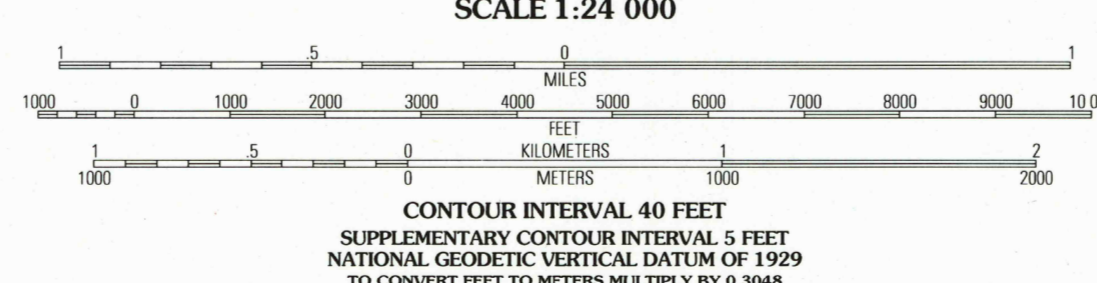 SCALE 1:24 000
1 .5 0 1
MILES
1000 0 1000 2000 3000 4000 5000 6000 7000 8000 9000 10 0
FEET
1 .5 0 KILOMETERS 1 2
1000 0 METERS 1000 2000
CONTOUR INTERVAL 40 FEET
SUPPLEMENTARY CONTOUR INTERVAL 5 FEET
NATIONAL GEODETIC VERTICAL DATUM OF 1929
TO CONVERT FEET TO METERS MULTIPLY BY 0.3048